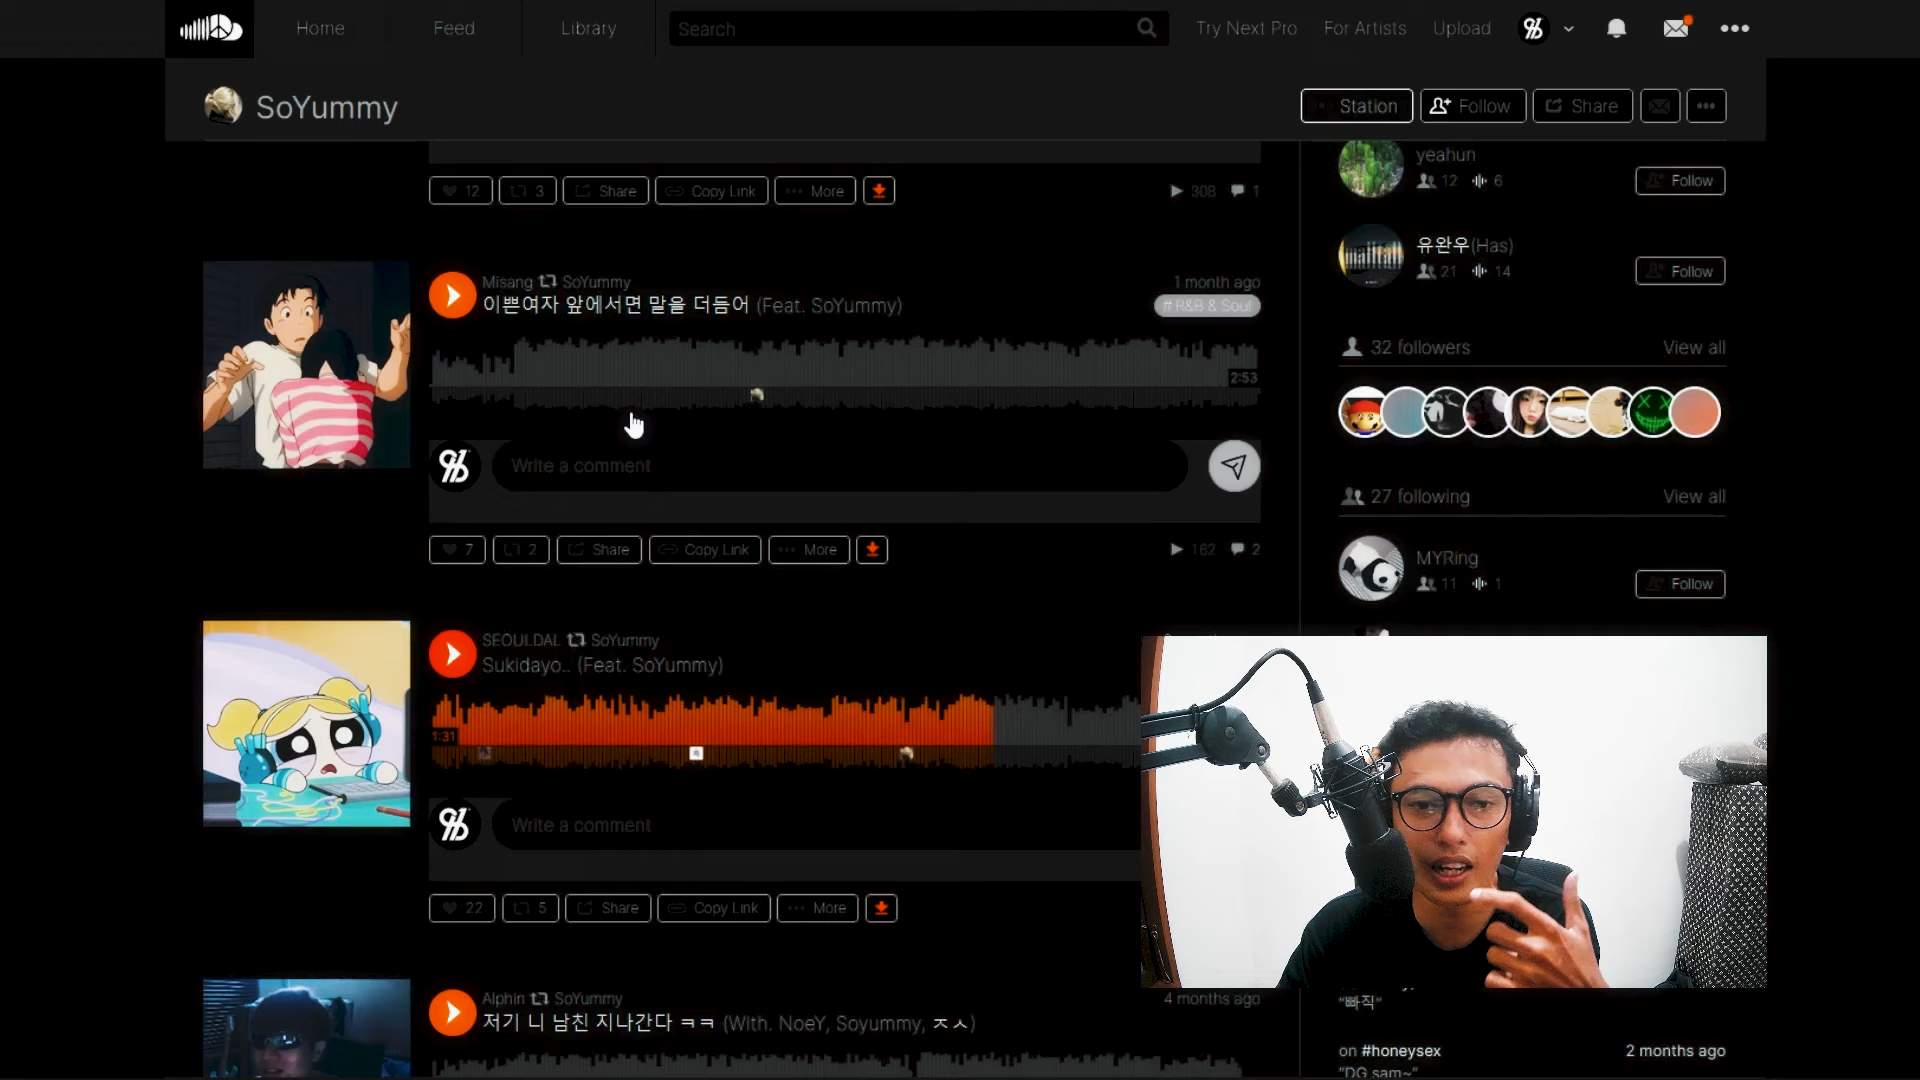 Home
Feed
Library
Search
Try Next Pro
For Artists
Upload
SoYummy
Station
Follow
Share
12
3
Share
Copy Link
More
308
1
Misang SoYummy
1 month ago
이쁜여자 앞에서면 말을 더듬어 (Feat. SoYummy)
# R&B & Soul
2:53
Write a comment
7
2
Share
Copy Link
More
162
2
SEOULDAL SoYummy
Sukidayo.. (Feat. SoYummy)
1:31
Write a comment
22
5
Share
Copy Link
More
Alphin SoYummy
4 months ago
저기 니 남친 지나간다 ㅋㅋ (With. NoeY, Soyummy, ㅈㅅ)
yeahun
12
6
Follow
유완우(Has)
21
14
Follow
32 followers
View all
27 following
View all
MYRing
11
1
Follow
"빠직"
on #honeysex
2 months ago
"DG sam~"